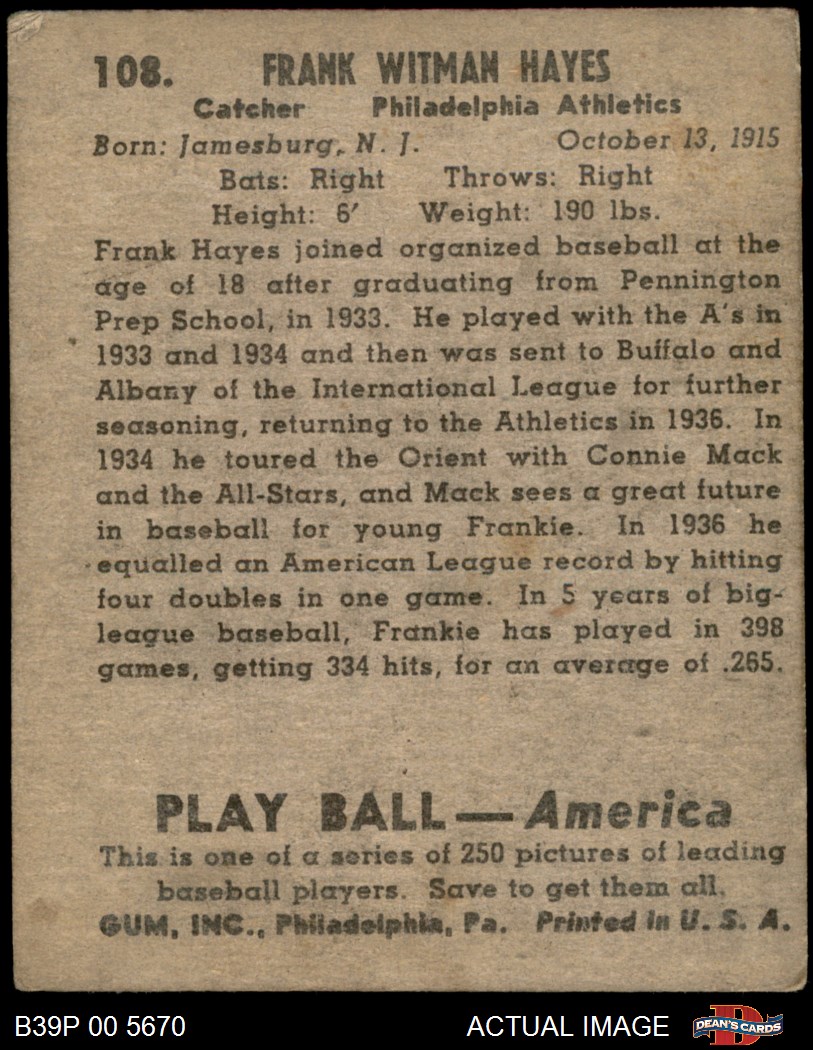 108. FRANK WITMAN HAYES
Catcher Philadelphia Athletics
Born: Jamesburg, N. J. October 13, 1915
Bats: Right Throws: Right
Height: 6′ Weight: 190 lbs.
Frank Hayes joined organized baseball at the
age of 18 after graduating from Pennington
Prep School, in 1933. He played with the A's in
1933 and 1934 and then was sent to Buffalo and
Albany of the International League for further
seasoning, returning to the Athletics in 1936. In
1934 he toured the Orient with Connie Mack
and the All-Stars, and Mack sees a great future
in baseball for young Frankie. In 1936 he
equalled an American League record by hitting
four doubles in one game. In 5 years of big-
league baseball, Frankie has played in 398
games, getting 334 hits, for an average of .265.
PLAY BALL — America
This is one of a series of 250 pictures of leading
baseball players. Save to get them all.
GUM, INC., Philadelphia, Pa. Printed in U. S. A.
B39P 00 5670 ACTUAL IMAGE D DEAN'S CARDS